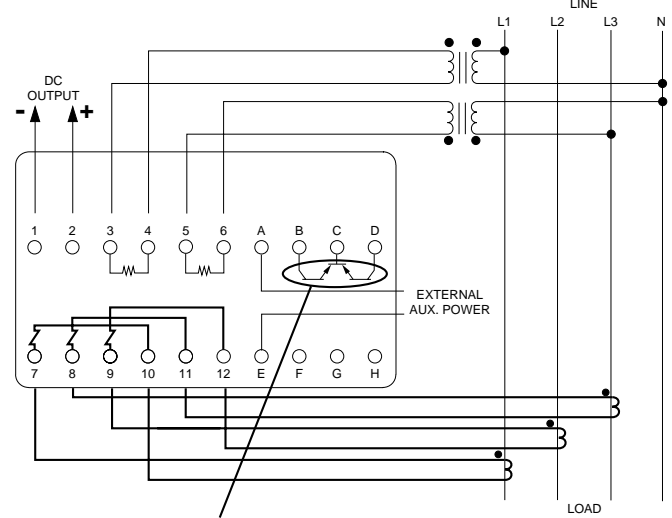 LINE
L1 L2 L3 N
DC
OUTPUT
- +
1 2 3 4 5 6 A B C D
EXTERNAL
AUX. POWER
7 8 9 10 11 12 E F G H
LOAD